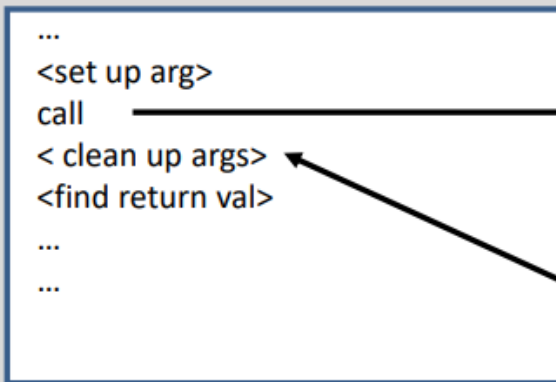 ...
<set up arg>
call
< clean up args>
<find return val>
...
...